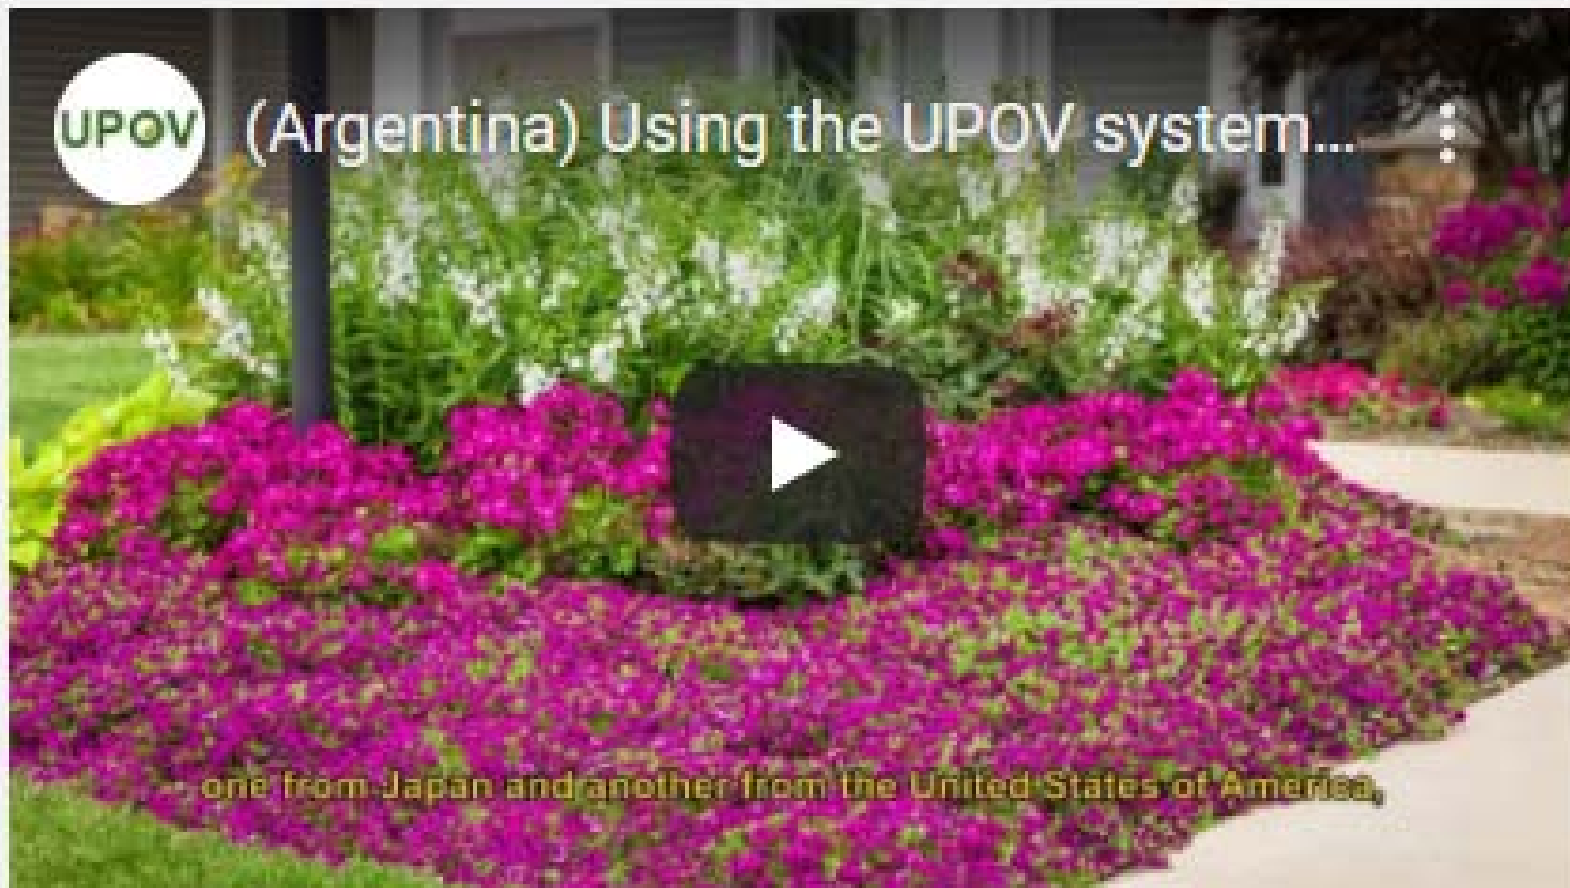 UPOV
(Argentina) Using the UPOV system...
one from Japan and another from the United States of America,